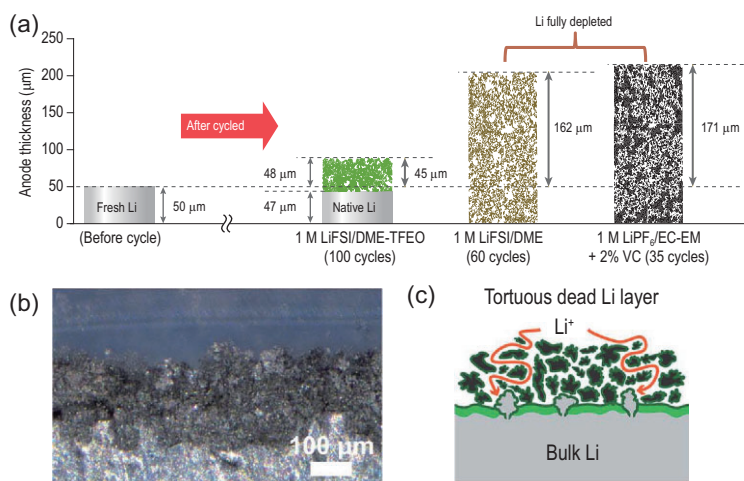 (a)
Li fully depleted
Anode thickness (μm)
250
200
150
100
50
0
After cycled
Fresh Li
50 μm
(Before cycle)
48 μm
45 μm
47 μm
Native Li
1 M LiFSI/DME-TFEO
(100 cycles)
162 μm
1 M LiFSI/DME
(60 cycles)
171 μm
1 M LiPF₆/EC-EM
+ 2% VC (35 cycles)
(b)
100 μm
(c)
Tortuous dead Li layer
Li⁺
Bulk Li